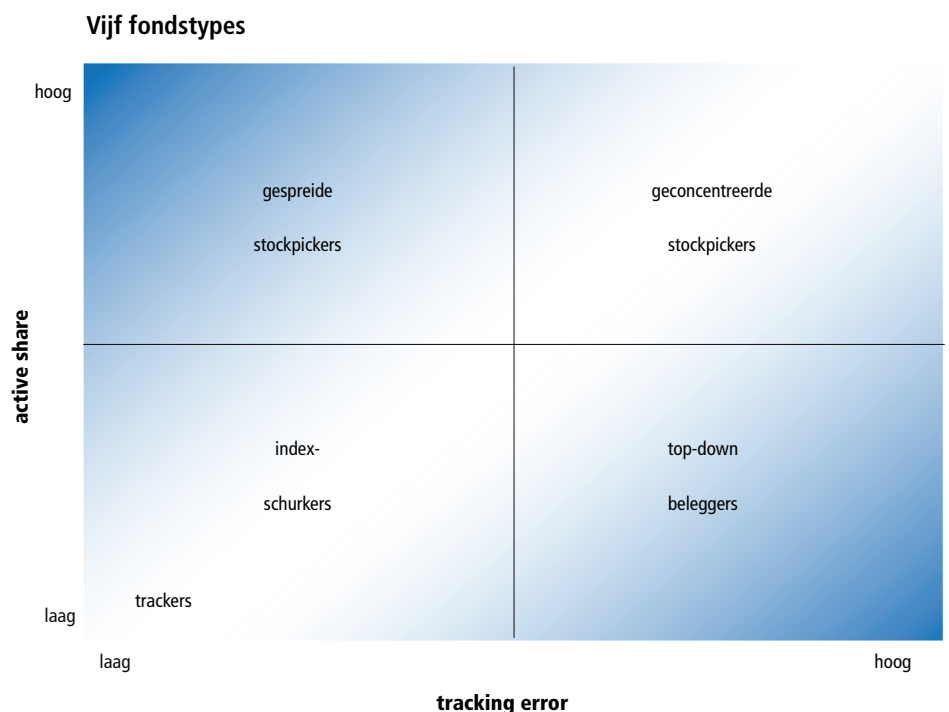 Vijf fondstypes
hoog
gespreide
stockpickers
geconcentreerde
stockpickers
active share
index-
schurkers
top-down
beleggers
trackers
laag
laag
hoog
tracking error